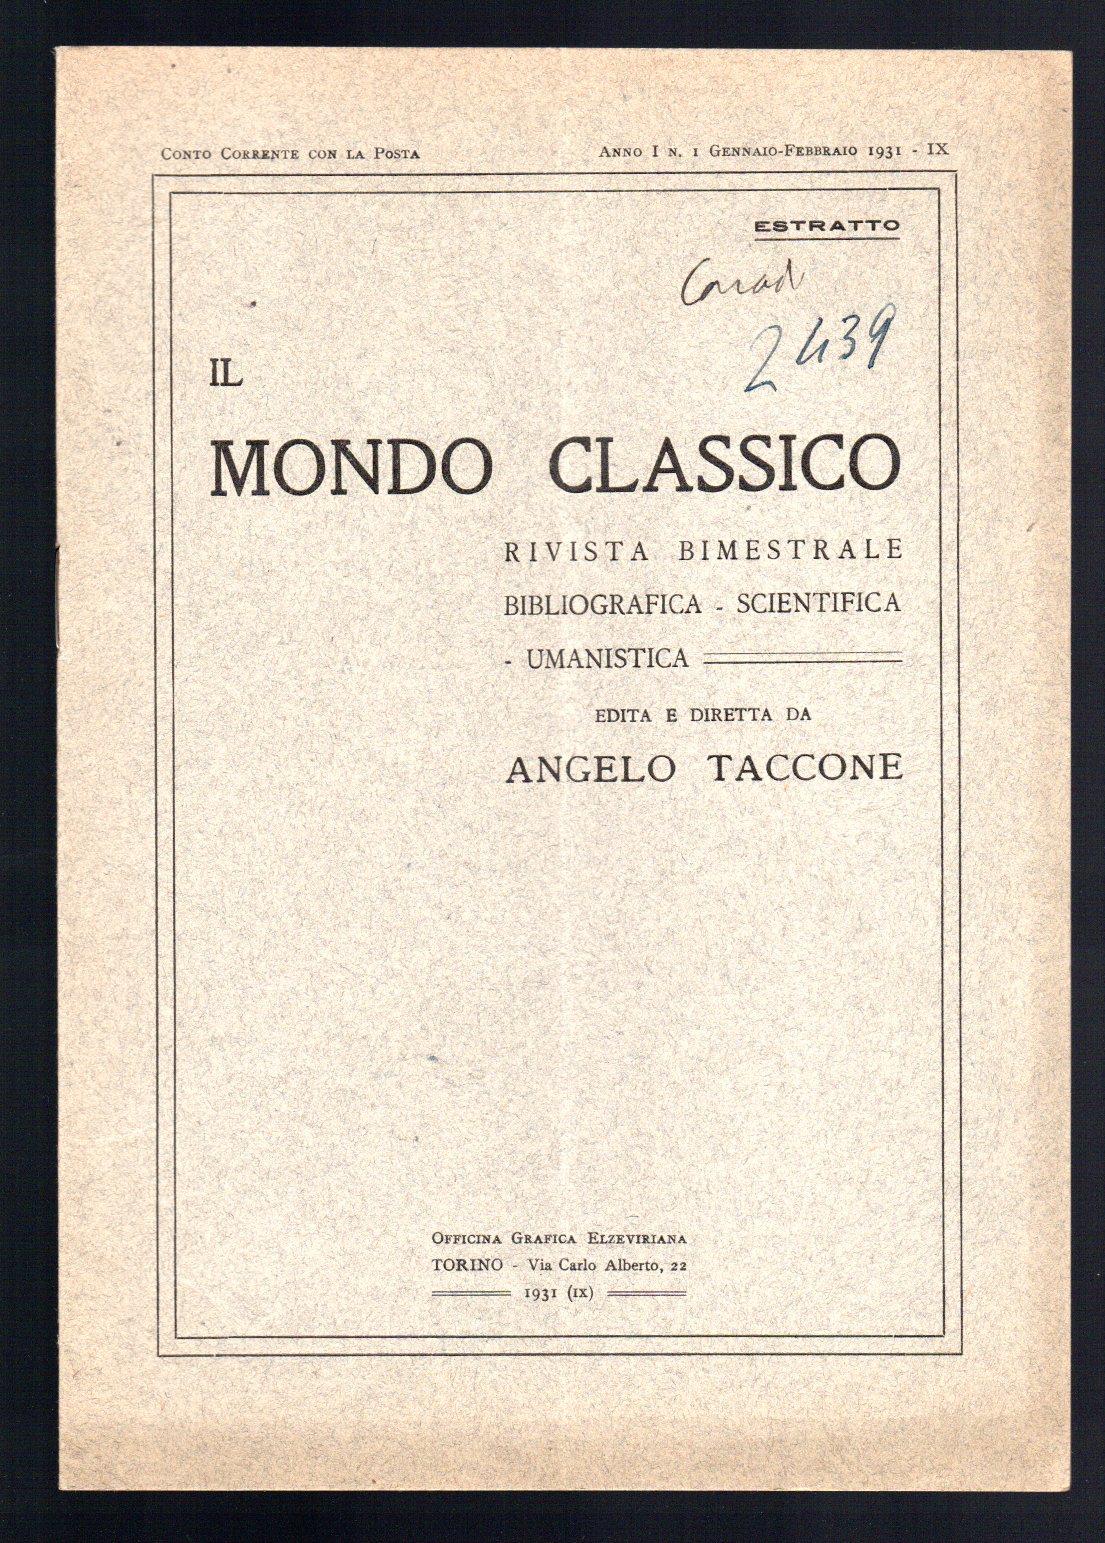 Conto Corrente con la Posta
Anno I N. 1 Gennaio-Febbraio 1931 - IX
ESTRATTO
2439
IL
MONDO CLASSICO
RIVISTA BIMESTRALE
BIBLIOGRAFICA - SCIENTIFICA
- UMANISTICA
EDITA E DIRETTA DA
ANGELO TACCONE
Officina Grafica Elzeviriana
TORINO - Via Carlo Alberto, 22
1931 (IX)